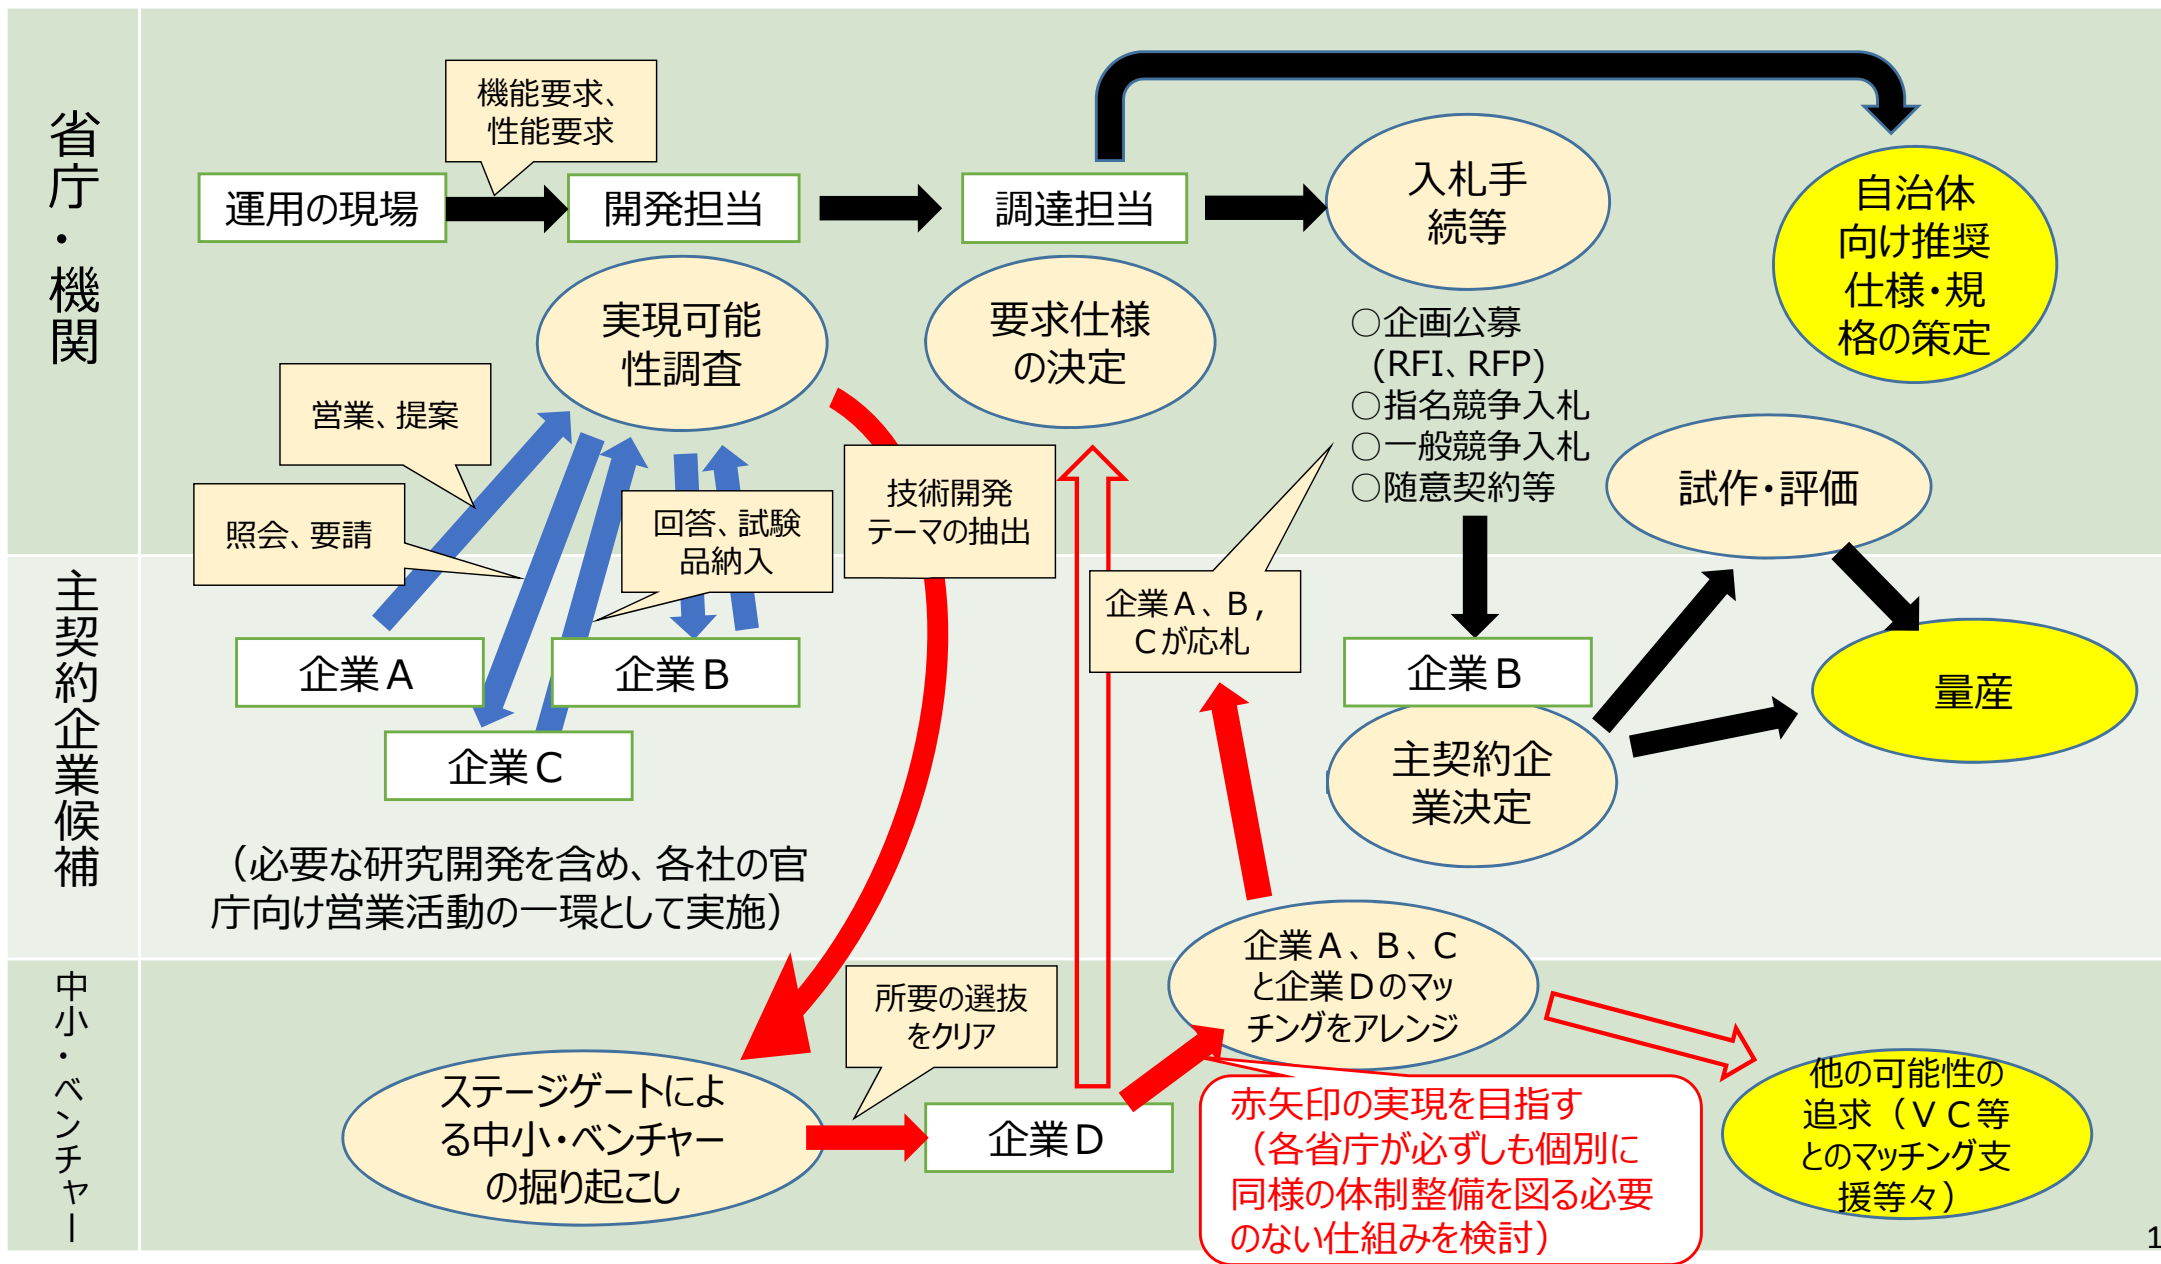 省庁・機関
機能要求、
性能要求
運用の現場
開発担当
調達担当
入札手
続等
自治体
向け推奨
仕様・規
格の策定
実現可能
性調査
要求仕様
の決定
○企画公募
(RFI、RFP)
○指名競争入札
○一般競争入札
○随意契約等
営業、提案
照会、要請
回答、試験
品納入
技術開発
テーマの抽出
試作・評価
主契約企業候補
企業A
企業B
企業C
企業A、B,
Cが応札
企業B
主契約企
業決定
量産
（必要な研究開発を含め、各社の官
庁向け営業活動の一環として実施）
中小・ベンチャー
企業A、B、C
と企業Dのマッ
チングをアレンジ
所要の選抜
をクリア
ステージゲートによ
る中小・ベンチャー
の掘り起こし
企業D
赤矢印の実現を目指す
（各省庁が必ずしも個別に
同様の体制整備を図る必要
のない仕組みを検討）
他の可能性の
追求（VC等
とのマッチング支
援等々）
1